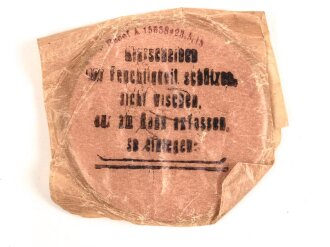 Klarscheiben
vor Feuchtigkeit schützen,
nicht wischen,
nur am Rand anfassen,
so einlegen: